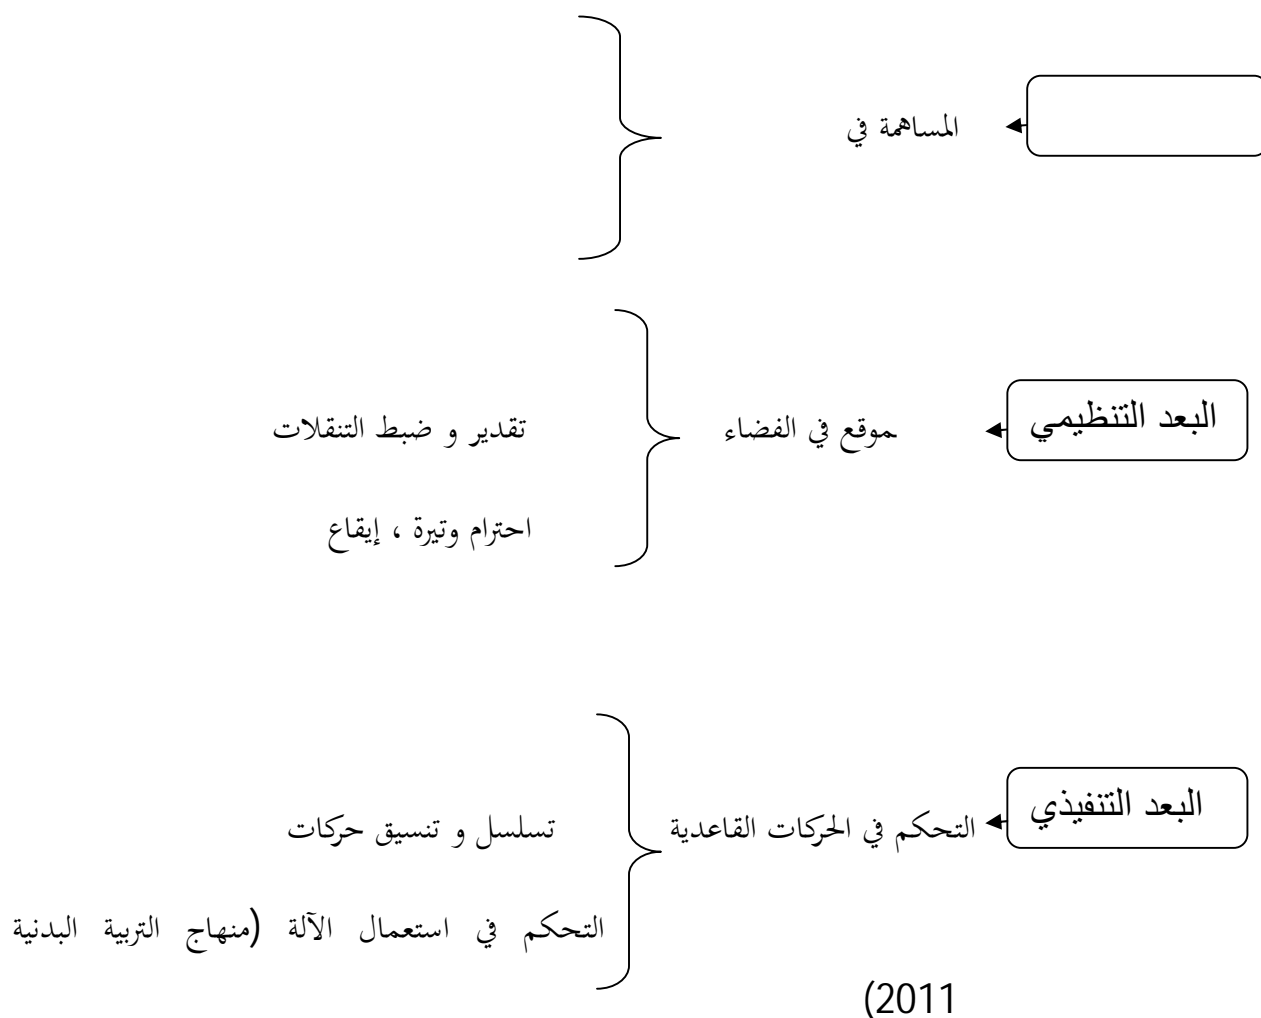 المساهمة في
البعد التنظيمي
موقع في الفضاء
تقدير و ضبط التنقلات
احترام وتيرة ، إيقاع
البعد التنفيذي
التحكم في الحركات القاعدية
تسلسل و تنسيق حركات
التحكم في استعمال الآلة (منهاج التربية البدنية
2011)